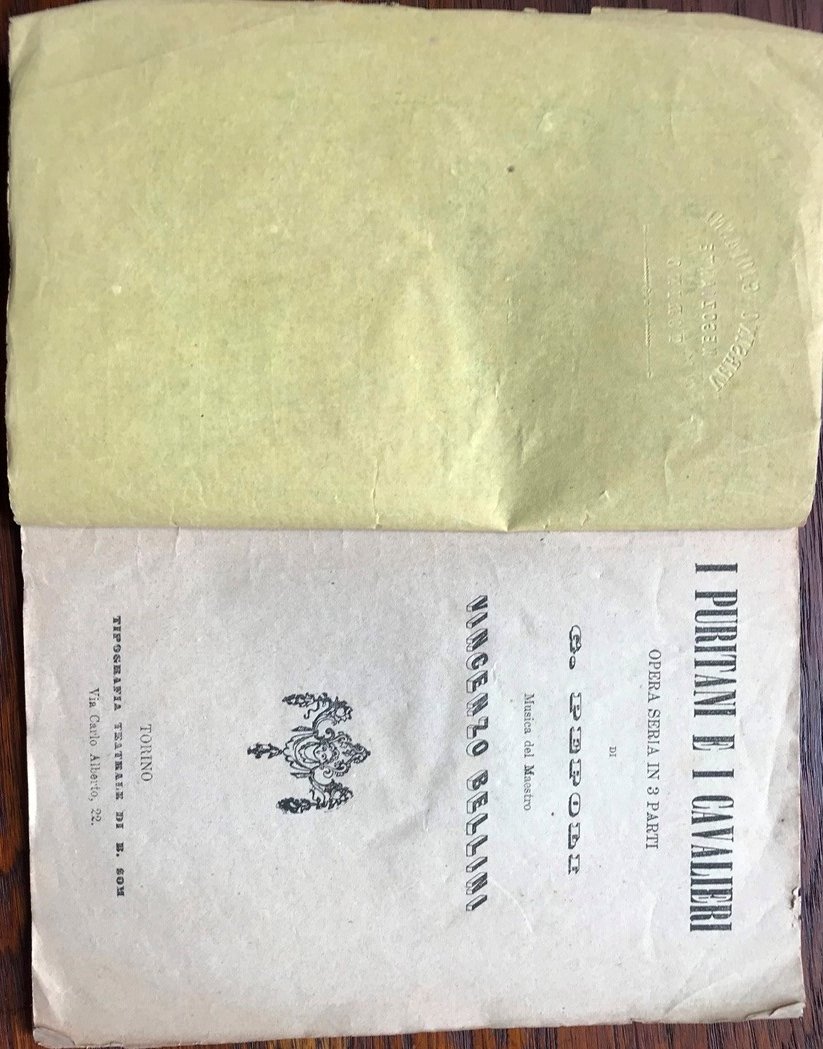 I PURITANI E I CAVALIERI
OPERA SERIA IN 3 PARTI
DI
C. PEPOLI
Musica del Maestro
VINCENZO BELLINI
TORINO
TIPOGRAFIA TEATRALE DI B. SOM
Via Carlo Alberto, 22.